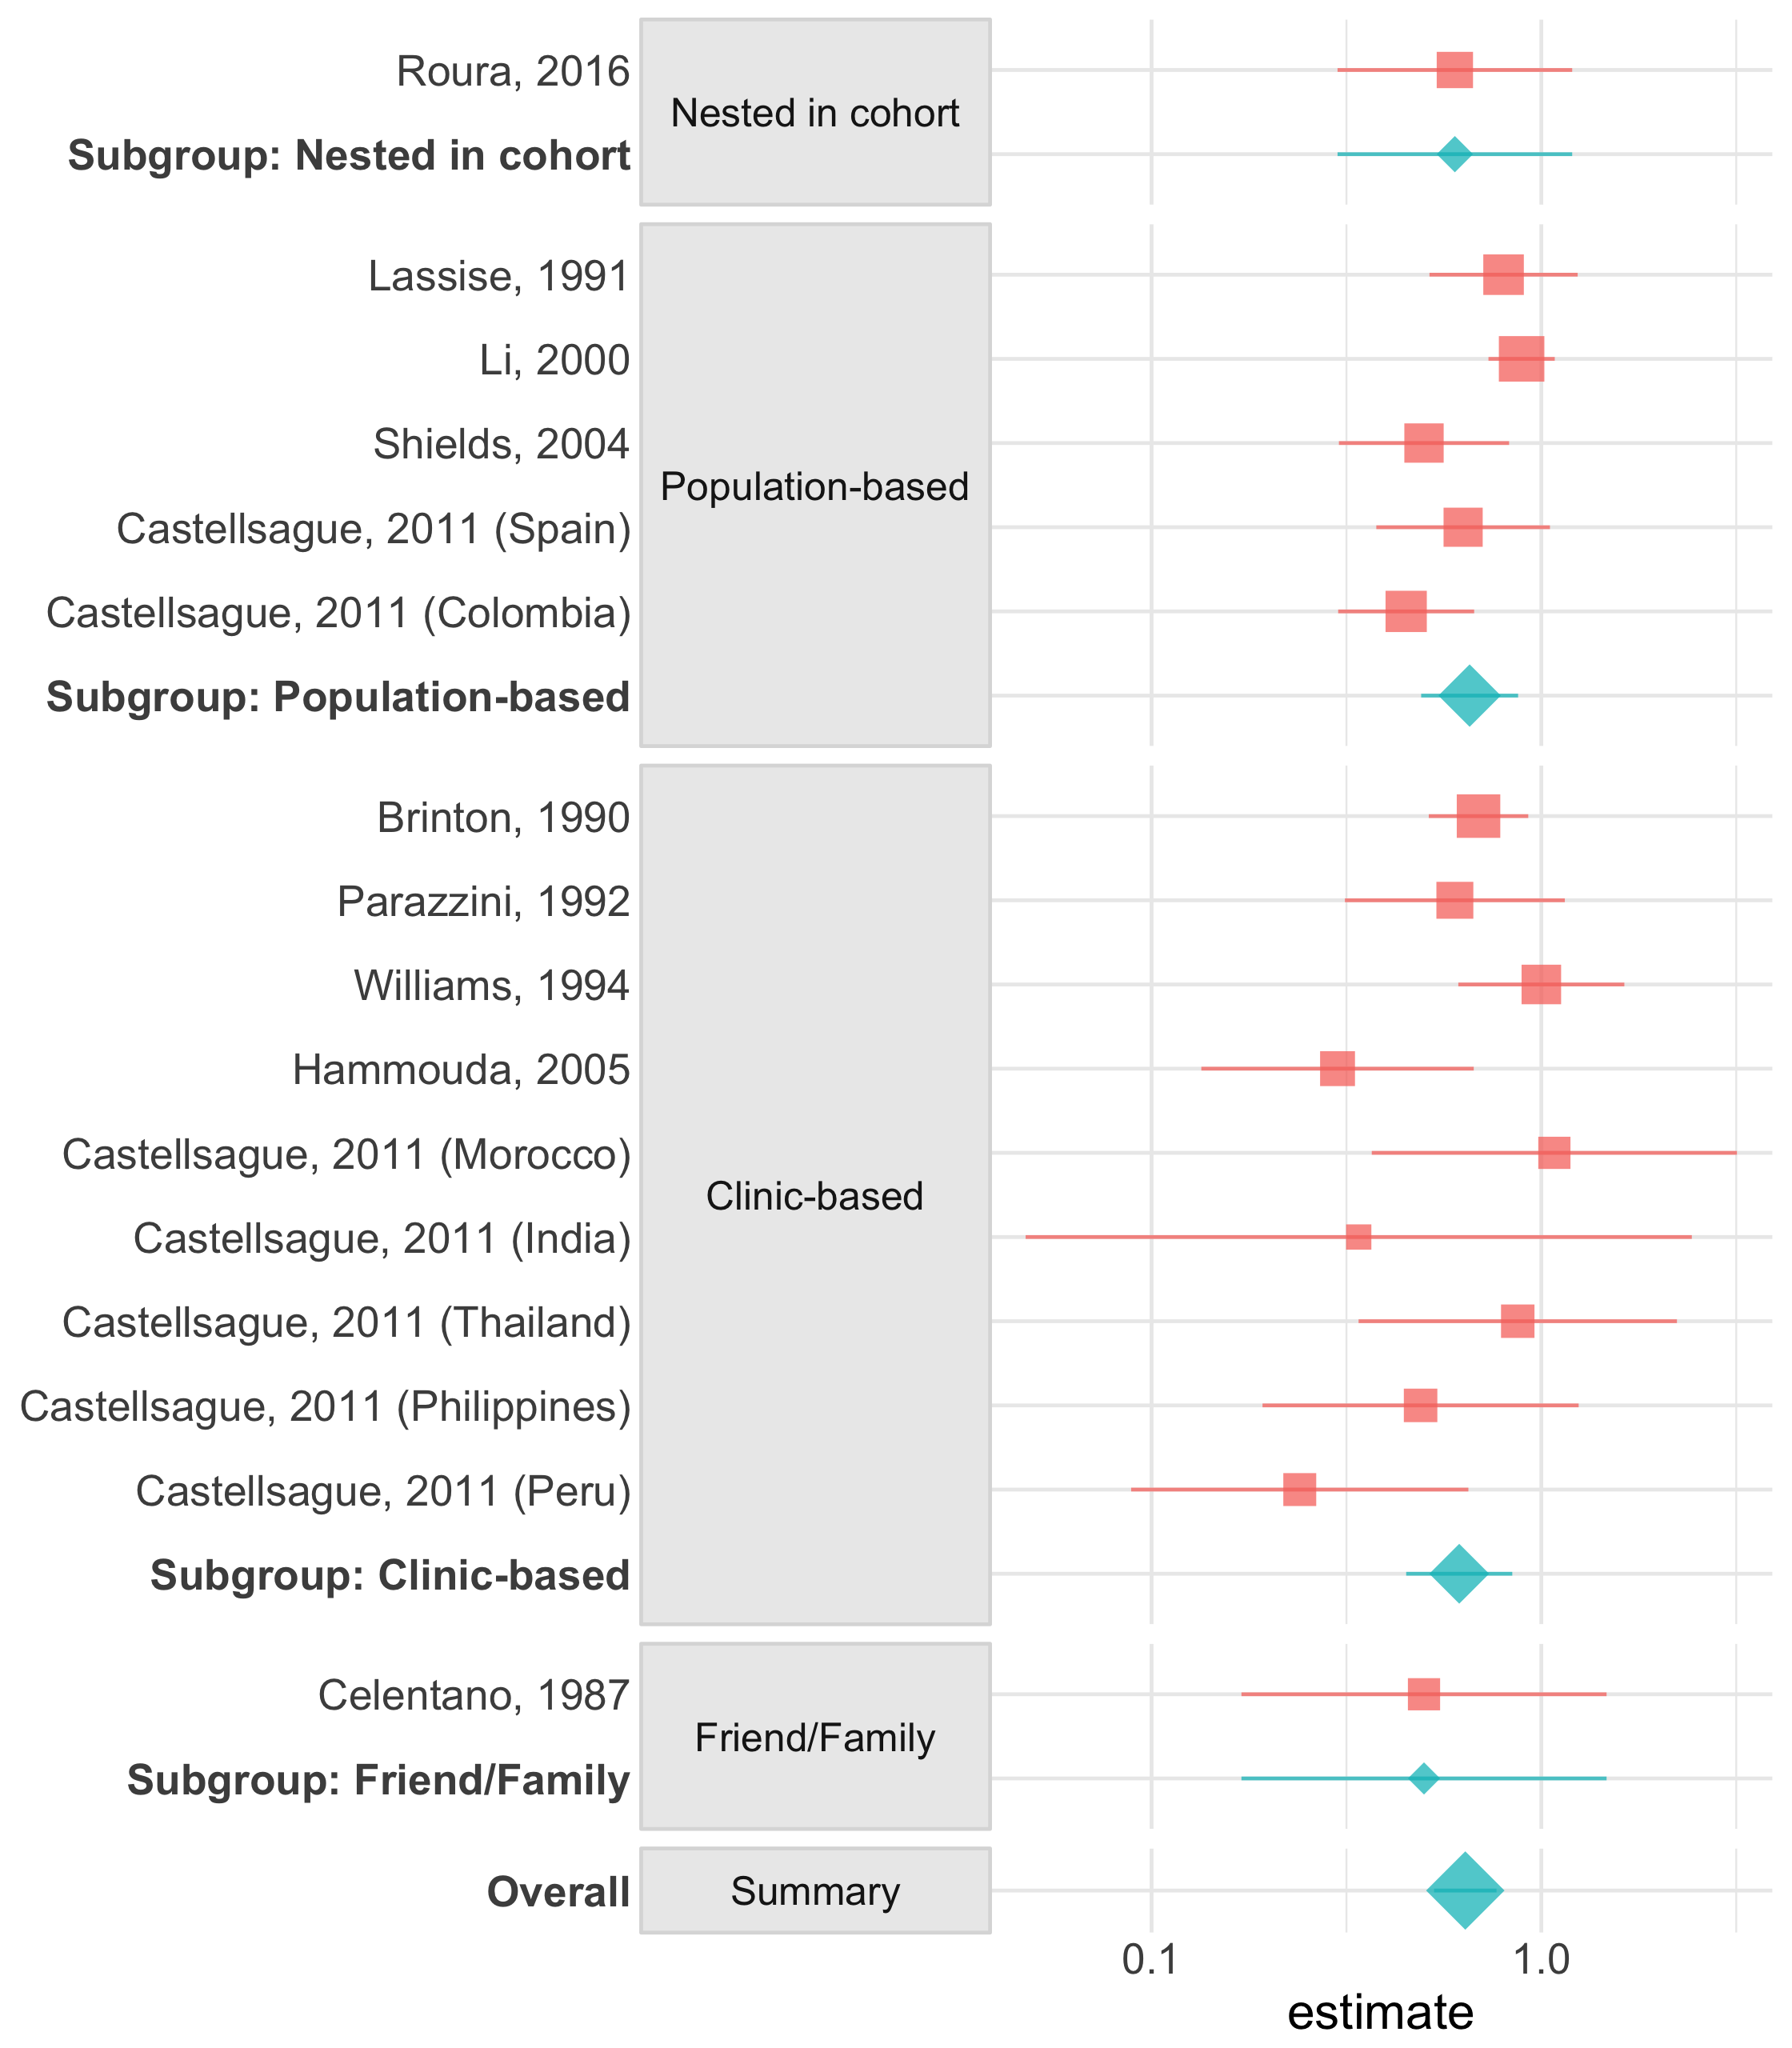 Roura, 2016
Subgroup: Nested in cohort
Nested in cohort
Lassise, 1991
Li, 2000
Shields, 2004
Castellsague, 2011 (Spain)
Castellsague, 2011 (Colombia)
Subgroup: Population-based
Population-based
Brinton, 1990
Parazzini, 1992
Williams, 1994
Hammouda, 2005
Castellsague, 2011 (Morocco)
Castellsague, 2011 (India)
Castellsague, 2011 (Thailand)
Castellsague, 2011 (Philippines)
Castellsague, 2011 (Peru)
Subgroup: Clinic-based
Clinic-based
Celentano, 1987
Subgroup: Friend/Family
Friend/Family
Overall
Summary
0.1
1.0
estimate